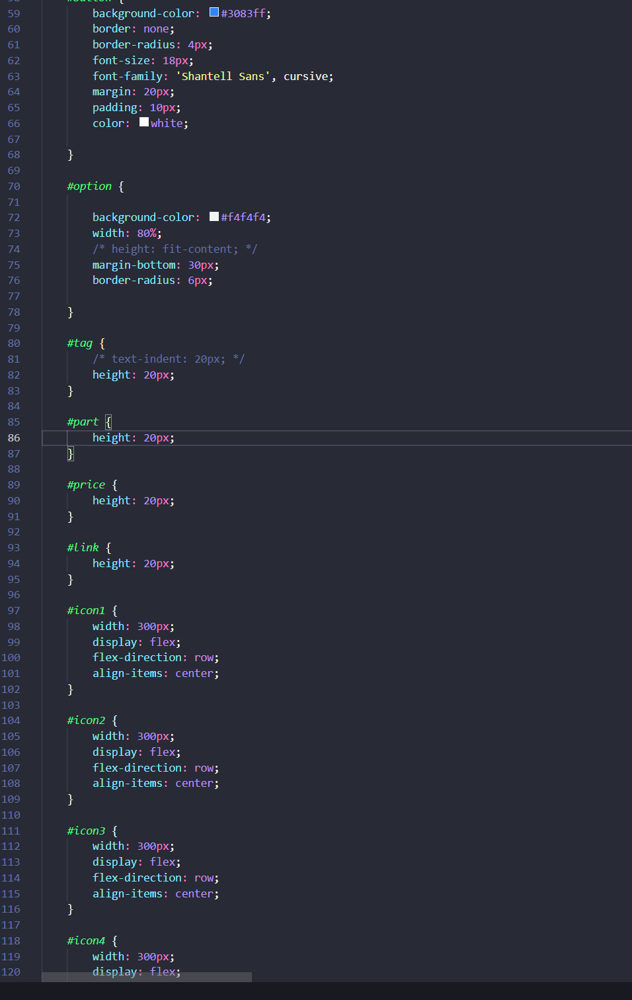 #button {
59 background-color: #3083ff;
60 border: none;
61 border-radius: 4px;
62 font-size: 18px;
63 font-family: 'Shantell Sans', cursive;
64 margin: 20px;
65 padding: 10px;
66 color: white;
67
68 }
69
70 #option {
71
72 background-color: #f4f4f4;
73 width: 80%;
74 /* height: fit-content; */
75 margin-bottom: 30px;
76 border-radius: 6px;
77
78 }
79
80 #tag {
81 /* text-indent: 20px; */
82 height: 20px;
83 }
84
85 #part {
86 height: 20px;
87 }
88
89 #price {
90 height: 20px;
91 }
92
93 #link {
94 height: 20px;
95 }
96
97 #icon1 {
98 width: 300px;
99 display: flex;
100 flex-direction: row;
101 align-items: center;
102 }
103
104 #icon2 {
105 width: 300px;
106 display: flex;
107 flex-direction: row;
108 align-items: center;
109 }
110
111 #icon3 {
112 width: 300px;
113 display: flex;
114 flex-direction: row;
115 align-items: center;
116 }
117
118 #icon4 {
119 width: 300px;
120 display: flex;